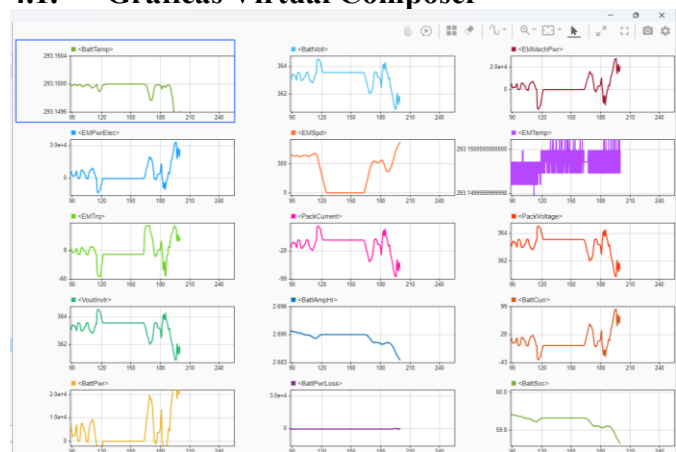 4.1. Gráficas Virtual Composer
<BattTemp> <BattVolt> <EMMechPwr>
293.1504 364 2.0e+4
293.1500 362 0
293.1496
90 120 150 180 210 240 90 120 150 180 210 240 90 120 150 180 210 240
<EMPwrElec> <EMSpd> <EMTemp>
3.0e+4 300 293.1500000000000
0 0 293.1499999999990
90 120 150 180 210 240 90 120 150 180 210 240 90 120 150 180 210 240
<EMTrq> <PackCurrent> <PackVoltage>
0 -28 364
-80 -99 362
90 120 150 180 210 240 90 120 150 180 210 240 90 120 150 180 210 240
<VoutInvtr> <BattAmpHr> <BattCurr>
364 2.696 99
362 2.690 28
2.683 -43
90 120 150 180 210 240 90 120 150 180 210 240 90 120 150 180 210 240
<BattPwr> <BattPwrLoss> <BattSoc>
2.0e+4 3.0e+4 60.0
1.0e+4 0 59.8
0
90 120 150 180 210 240 90 120 150 180 210 240 90 120 150 180 210 240